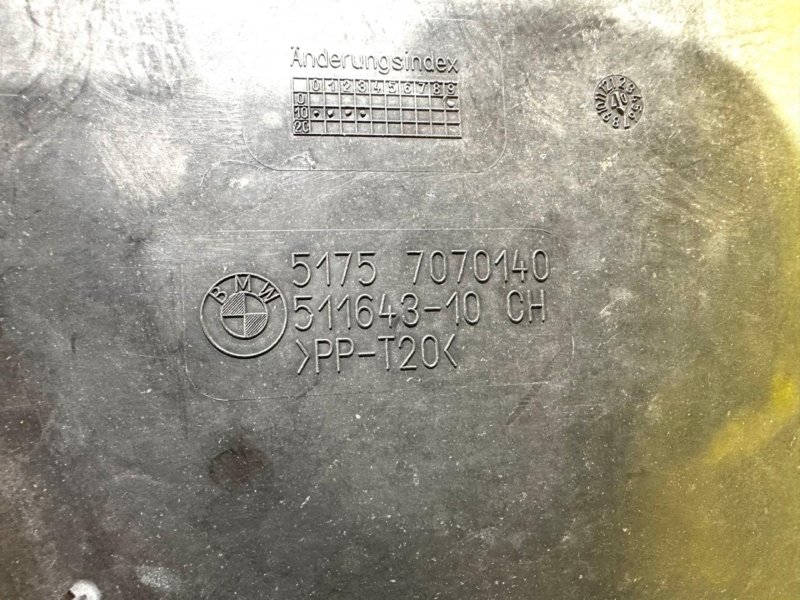 Änderungsindex
0 1 2 3 4 5 6 7 8 9
0
10
20
BMW
5175 7070140
511643-10 CH
>PP-T20<